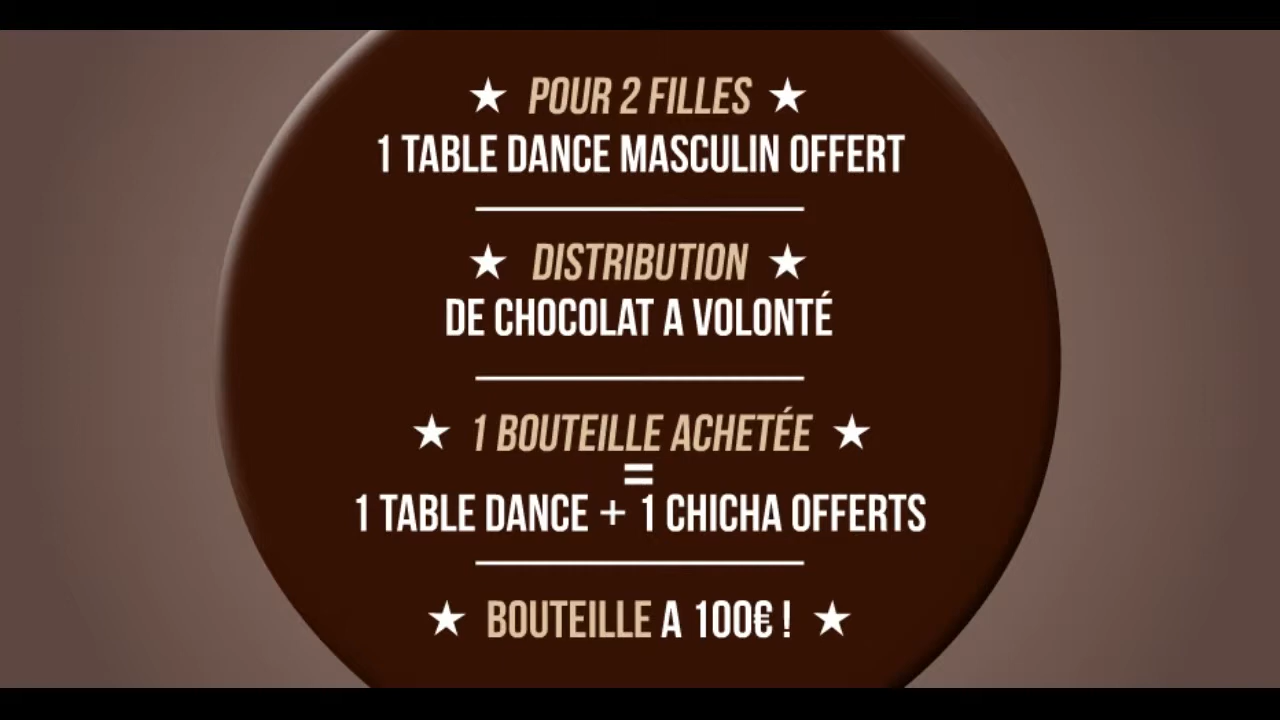 ★ POUR 2 FILLES ★
1 TABLE DANCE MASCULIN OFFERT
★ DISTRIBUTION ★
DE CHOCOLAT A VOLONTÉ
★ 1 BOUTEILLE ACHETÉE ★
=
1 TABLE DANCE + 1 CHICHA OFFERTS
★ BOUTEILLE A 100€ ! ★